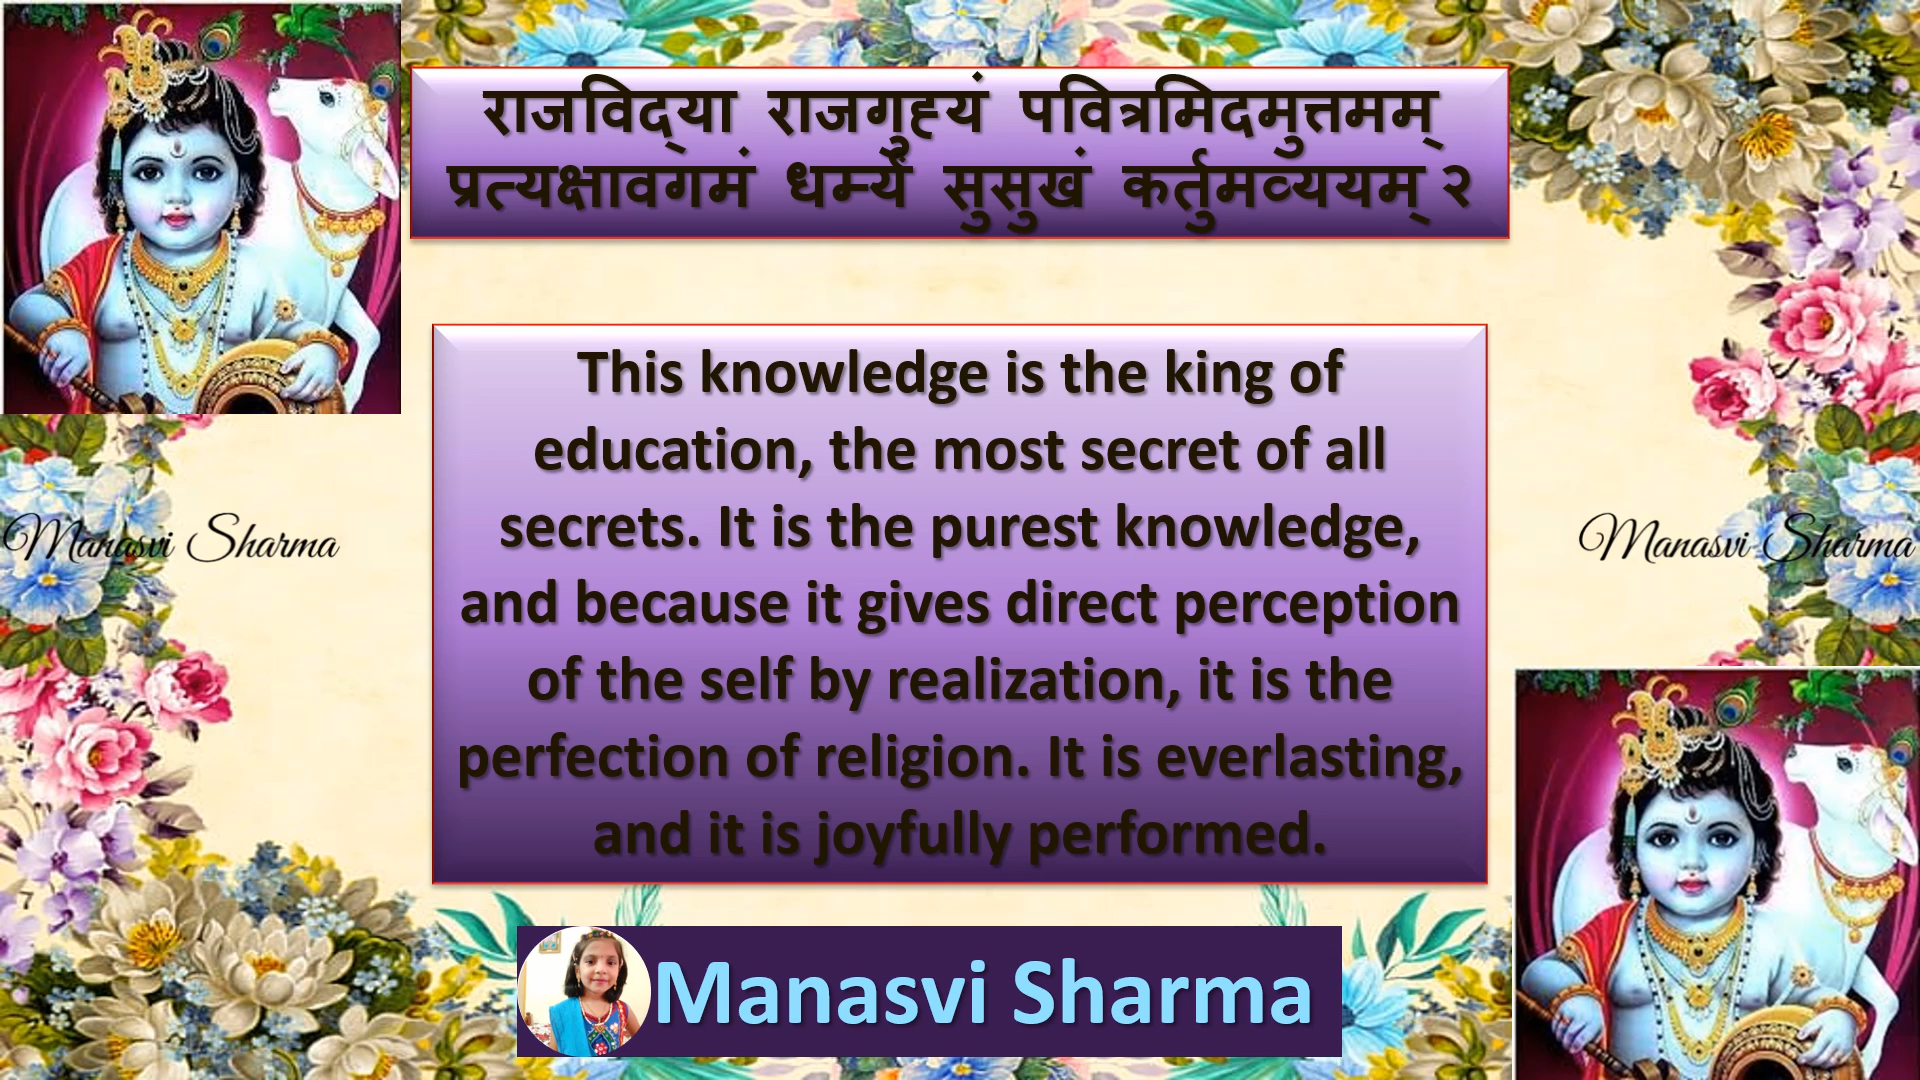 राजविद्या राजगुह्यं पवित्रमिदमुत्तमम्
प्रत्यक्षावगमं धर्म्यं सुसुखं कर्तुमव्ययम् २
This knowledge is the king of
education, the most secret of all
secrets. It is the purest knowledge,
and because it gives direct perception
of the self by realization, it is the
perfection of religion. It is everlasting,
and it is joyfully performed.
Manasvi Sharma
Manasvi Sharma
Manasvi Sharma